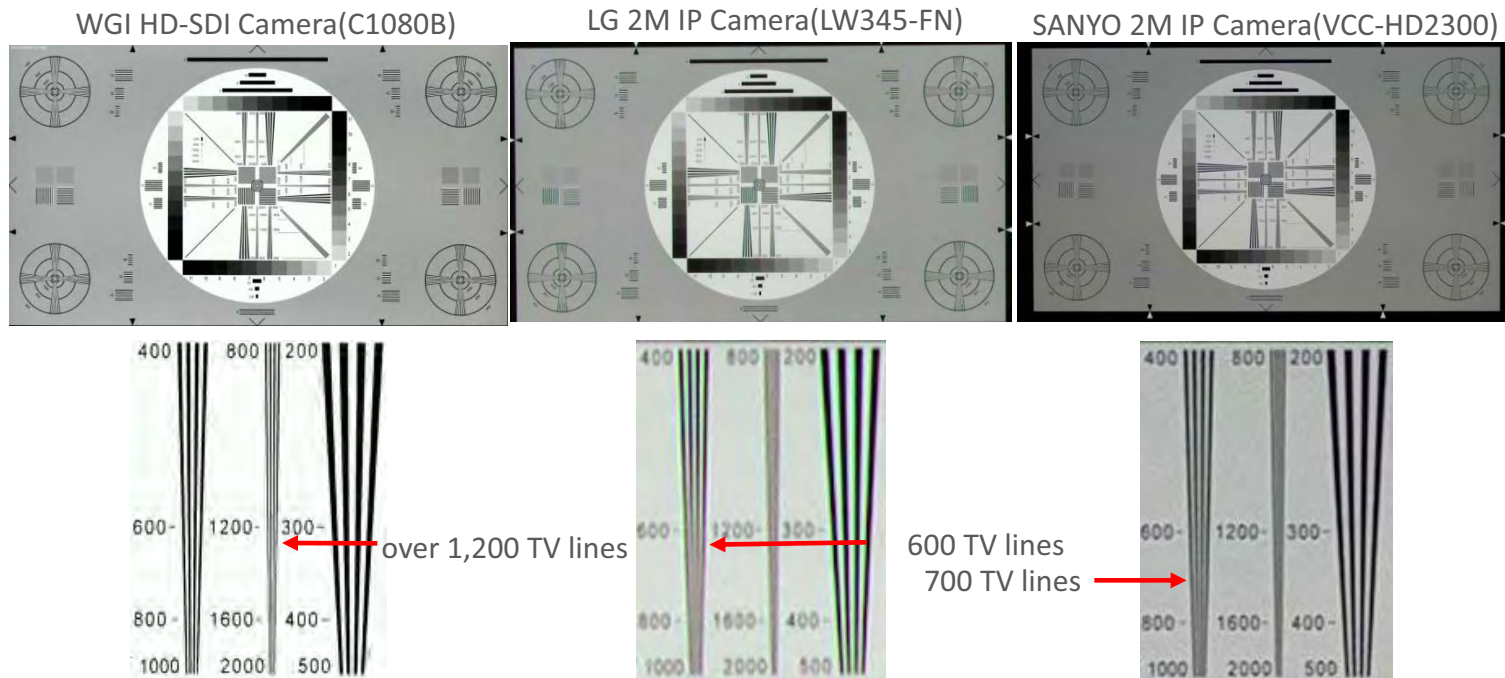 WGI HD-SDI Camera(C1080B)
LG 2M IP Camera(LW345-FN)
SANYO 2M IP Camera(VCC-HD2300)
400 800 200
600- 1200- 300-
800- 1600- 400-
1000 2000 500
over 1,200 TV lines
400 800 200
600- 1200- 300-
800- 1600- 400-
1000 2000 500
600 TV lines
700 TV lines
400 800 200
600- 1200- 300-
800- 1600- 400-
1000 2000 500